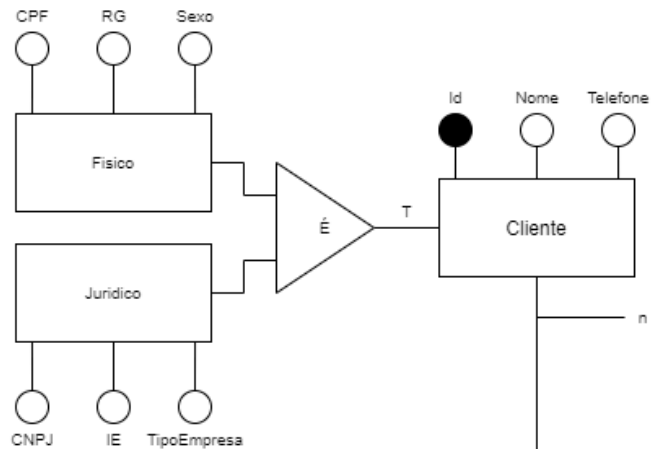 CPF RG Sexo
Id Nome Telefone
Fisico
É
T
Cliente
Juridico
n
CNPJ IE TipoEmpresa